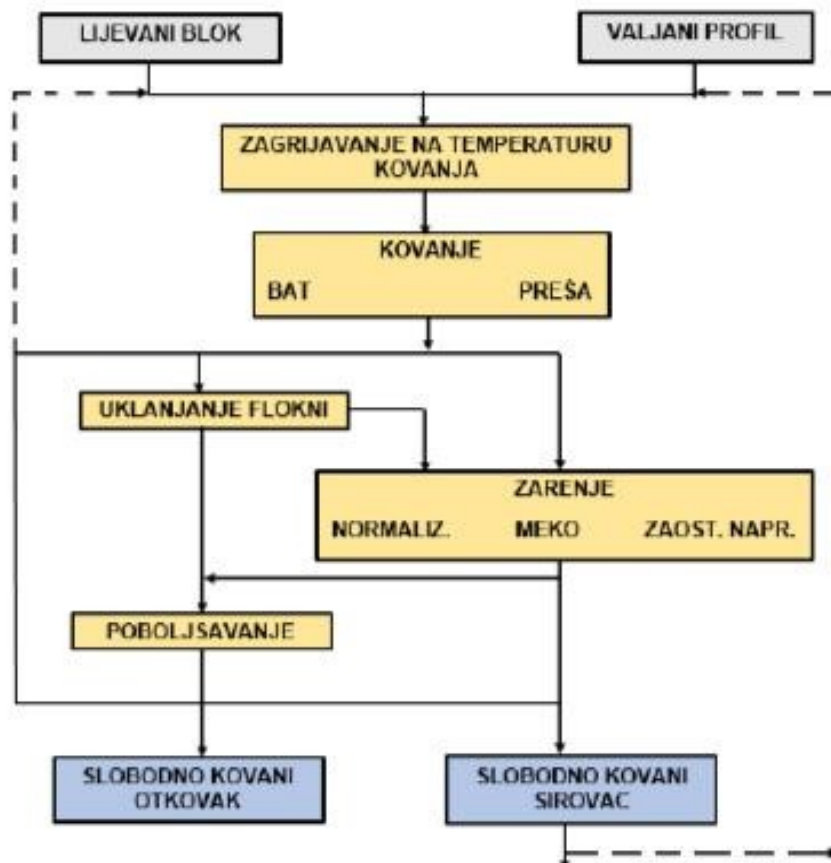 LIJEVANI BLOK
VALJANI PROFIL
ZAGRIJAVANJE NA TEMPERATURU
KOVANJA
KOVANJE
BAT PREŠA
UKLANJANJE FLOKNI
ZARENJE
NORMALIZ. MEKO ZAOST. NAPR.
POBOLJSAVANJE
SLOBODNO KOVANI
OTKOVAK
SLOBODNO KOVANI
SIROVAC